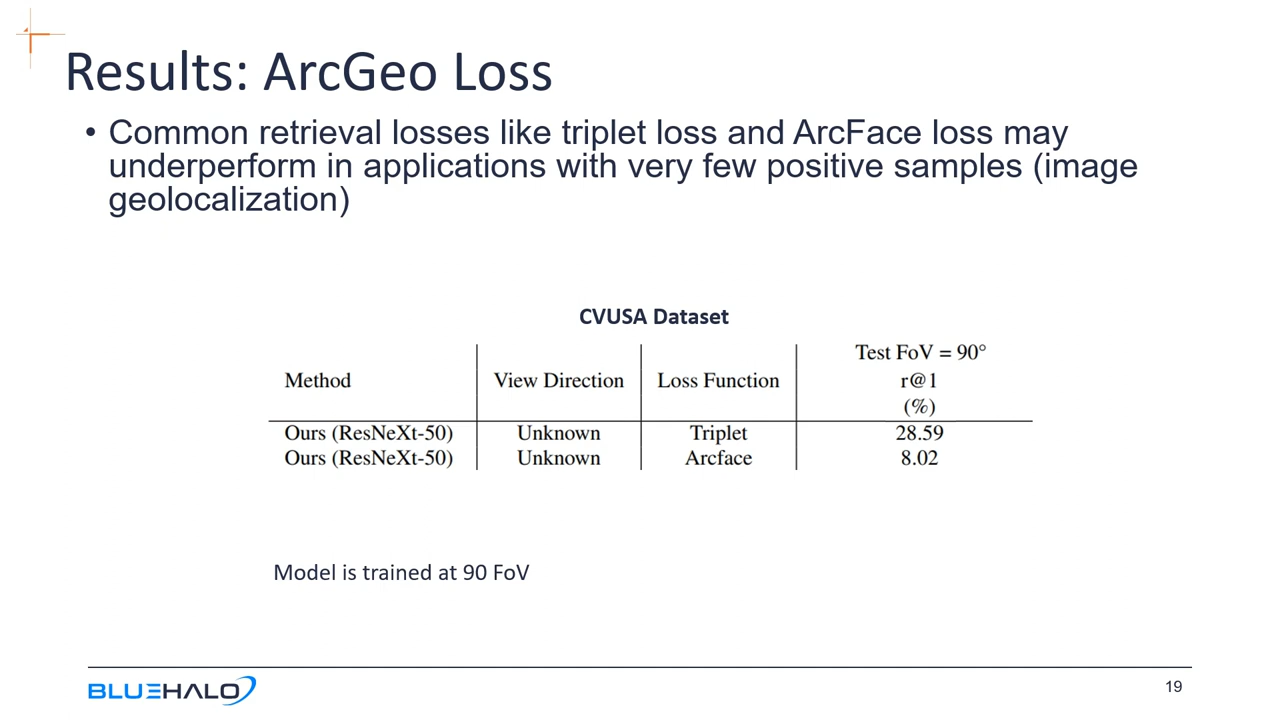 Results: ArcGeo Loss
• Common retrieval losses like triplet loss and ArcFace loss may
underperform in applications with very few positive samples (image
geolocalization)
CVUSA Dataset
Test FoV = 90°
Method View Direction Loss Function r@1
(%)
Ours (ResNeXt-50) Unknown Triplet 28.59
Ours (ResNeXt-50) Unknown Arcface 8.02
Model is trained at 90 FoV
BLUEHALO
19